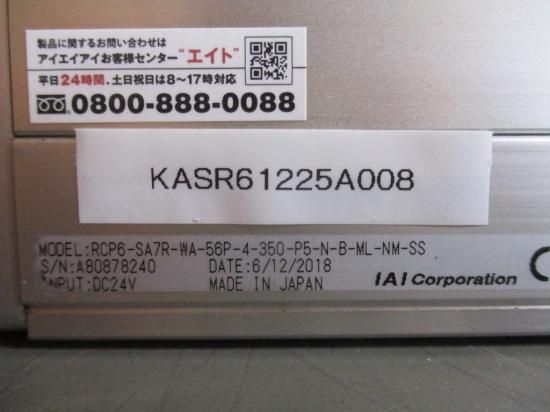 製品に関するお問い合わせは
アイエイアイお客様センター“エイト”
平日24時間、土日祝日は8～17時対応
0800-888-0088
KASR61225A008
MODEL:RCP6-SA7R-WA-56P-4-350-P5-N-B-ML-NM-SS
S/N:A80878240 DATE:6/12/2018
INPUT:DC24V MADE IN JAPAN IAI Corporation